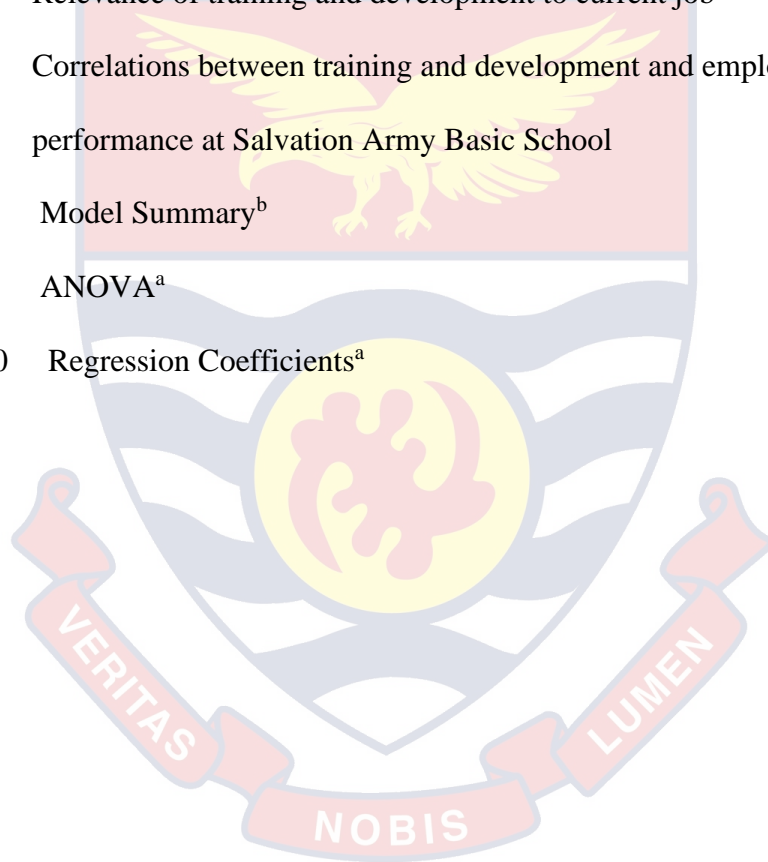 Relevance of training and development to current job
Correlations between training and development and emplo
performance at Salvation Army Basic School
Model Summaryᵇ
ANOVAᵃ
0 Regression Coefficientsᵃ
VERITAS
NOBIS
LUMEN